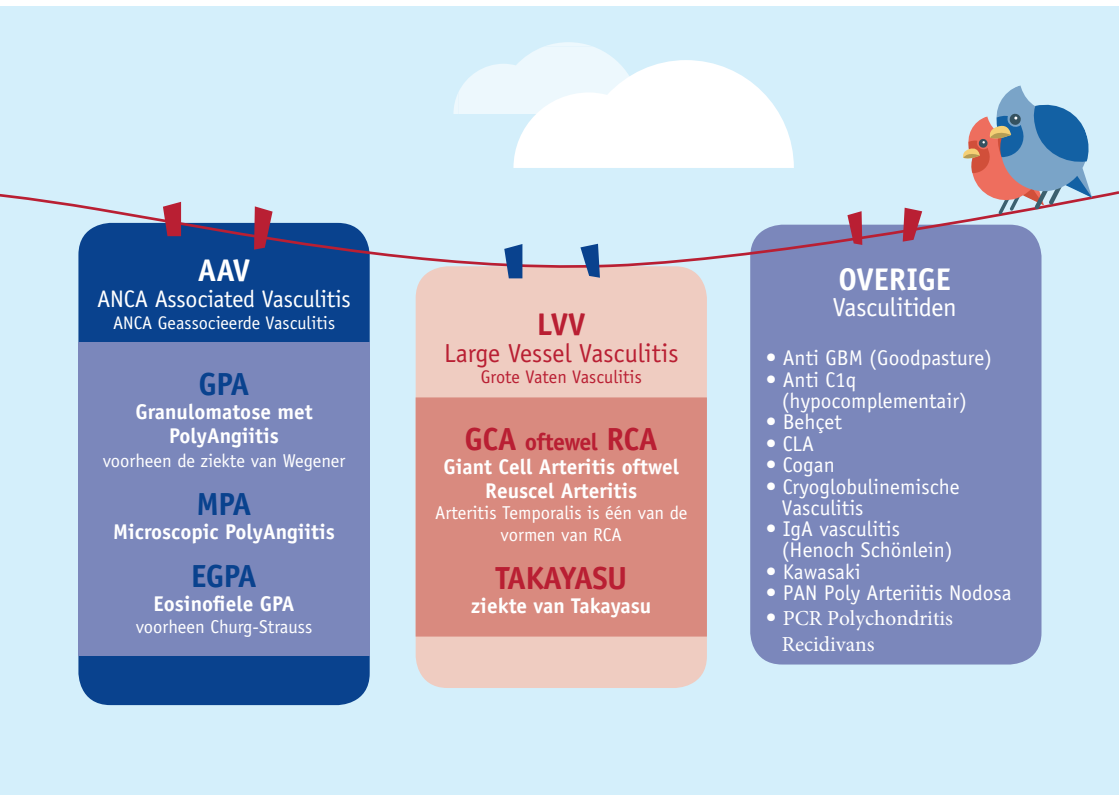 AAV
ANCA Associated Vasculitis
ANCA Geassocieerde Vasculitis
GPA
Granulomatose met
PolyAngiitis
voorheen de ziekte van Wegener
MPA
Microscopic PolyAngiitis
EGPA
Eosinofiele GPA
voorheen Churg-Strauss
LVV
Large Vessel Vasculitis
Grote Vaten Vasculitis
GCA oftewel RCA
Giant Cell Arteritis oftwel
Reuscel Arteritis
Arteritis Temporalis is één van de
vormen van RCA
TAKAYASU
ziekte van Takayasu
OVERIGE
Vasculitiden
• Anti GBM (Goodpasture)
• Anti C1q
(hypocomplementair)
• Behçet
• CLA
• Cogan
• Cryoglobulinemische
Vasculitis
• IgA vasculitis
(Henoch Schönlein)
• Kawasaki
• PAN Poly Arteriitis Nodosa
• PCR Polychondritis
Recidivans